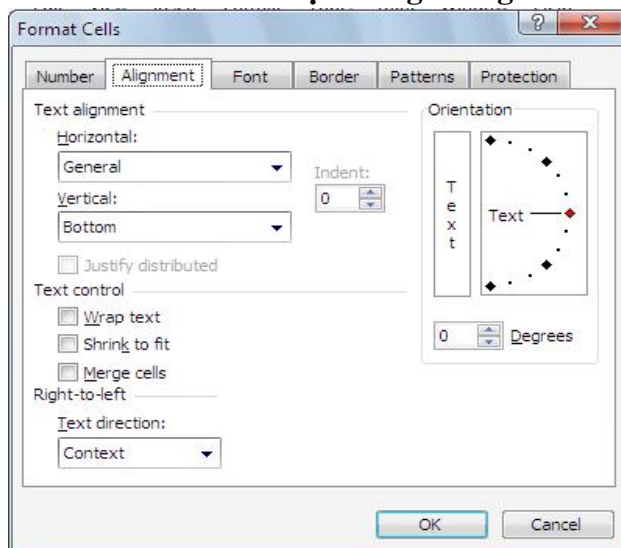 Format Cells
Number Alignment Font Border Patterns Protection
Text alignment
Horizontal:
General
Indent:
0
Vertical:
Bottom
Justify distributed
Text control
Wrap text
Shrink to fit
Merge cells
Right-to-left
Text direction:
Context
Orientation
T
e
x
t
Text
0 Degrees
OK Cancel